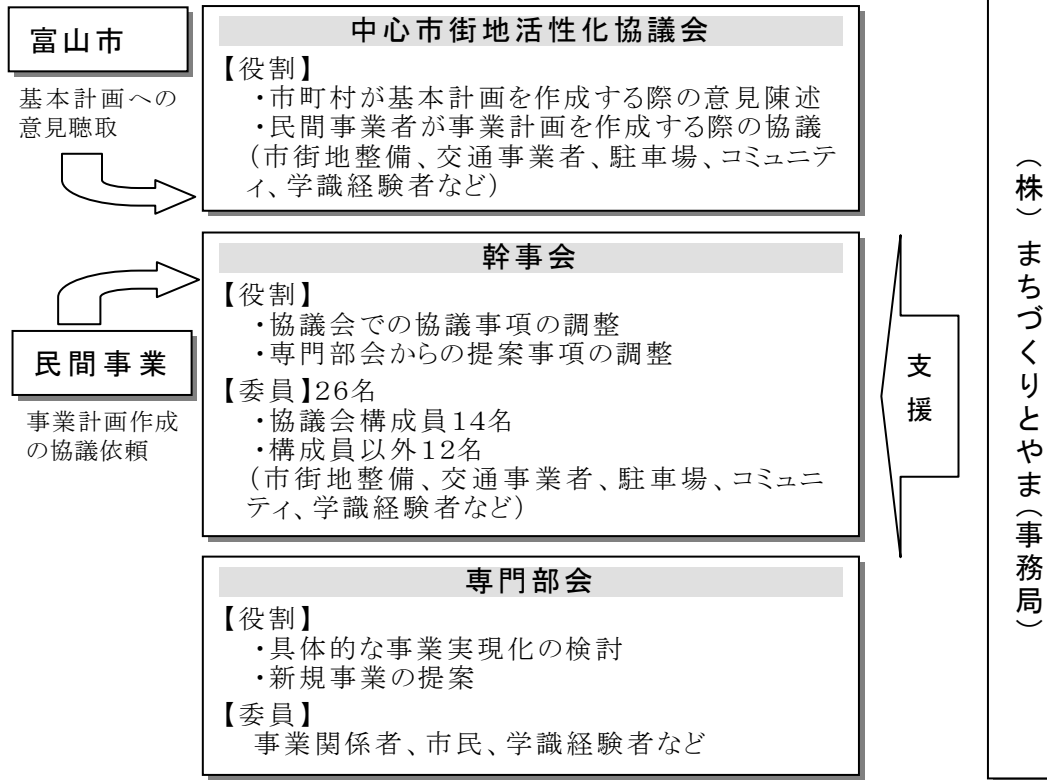 富山市
基本計画への
意見聴取
中心市街地活性化協議会
【役割】
・市町村が基本計画を作成する際の意見陳述
・民間事業者が事業計画を作成する際の協議
(市街地整備、交通事業者、駐車場、コミュニテ
ィ、学識経験者など)
民間事業
事業計画作成
の協議依頼
幹事会
【役割】
・協議会での協議事項の調整
・専門部会からの提案事項の調整
【委員】26名
・協議会構成員14名
・構成員以外12名
(市街地整備、交通事業者、駐車場、コミュニ
ティ、学識経験者など)
専門部会
【役割】
・具体的な事業実現化の検討
・新規事業の提案
【委員】
事業関係者、市民、学識経験者など
支援
(株)まちづくりとやま(事務局)